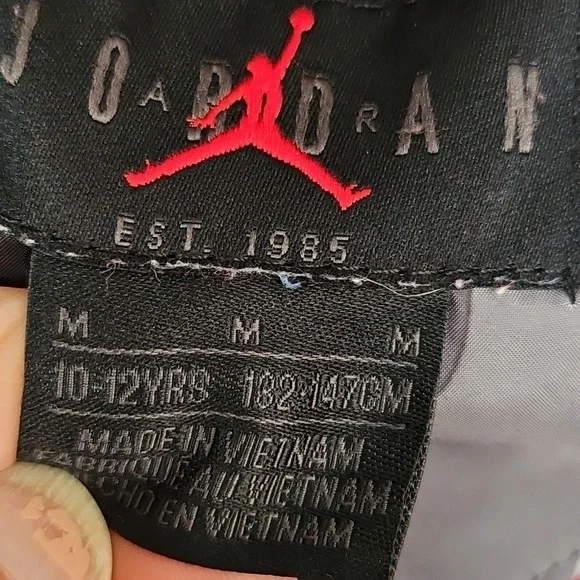 JORDAN
AIR
EST. 1985
M M M
10-12YRS 132-147CM
MADE IN VIETNAM
FABRIQUE AU VIETNAM
HECHO EN VIETNAM